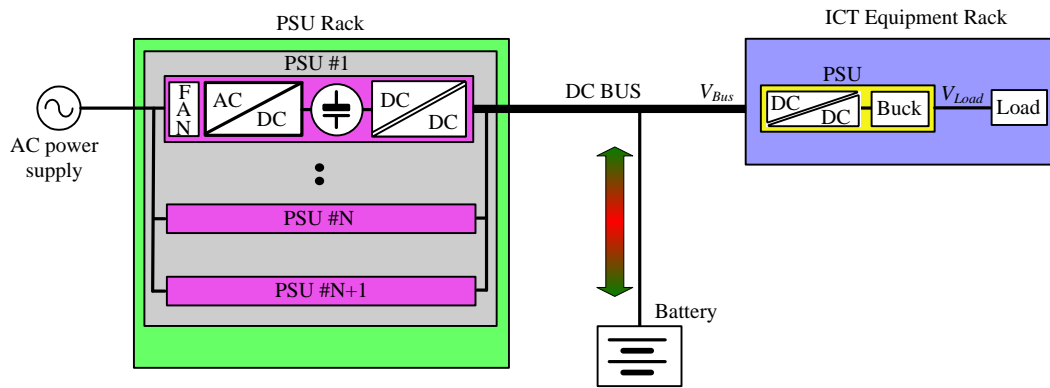 PSU Rack
ICT Equipment Rack
PSU #1
F
A
N
AC
DC
DC
DC
DC BUS
V_Bus
PSU
DC
DC
Buck
V_Load
Load
AC power
supply
PSU #N
PSU #N+1
Battery